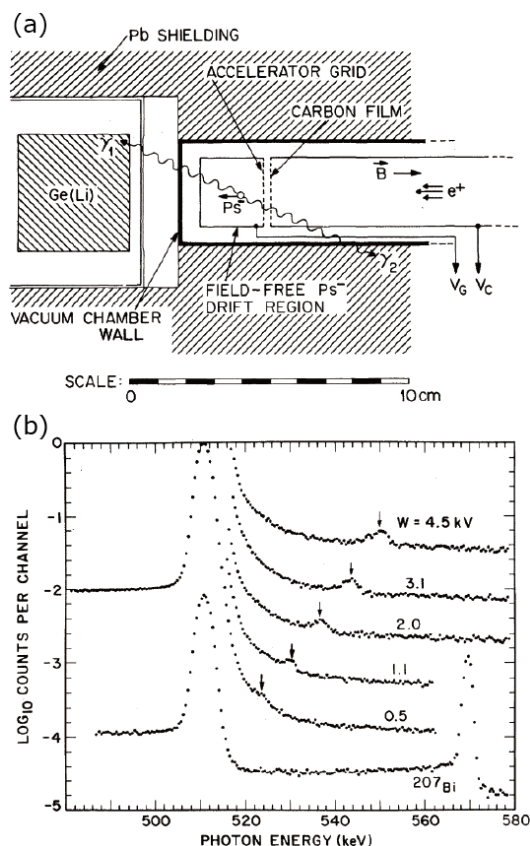 (a)
Pb SHIELDING
ACCELERATOR GRID
CARBON FILM
γ1
Ge(Li)
B
e+
Ps-
γ2
VACUUM CHAMBER
WALL
FIELD-FREE Ps-
DRIFT REGION
VG VC
SCALE:
0 10cm
(b)
LOG10 COUNTS PER CHANNEL
0
-1
-2
-3
-4
-5
W = 4.5 kV
3.1
2.0
1.1
0.5
207Bi
500 520 540 560 580
PHOTON ENERGY (keV)